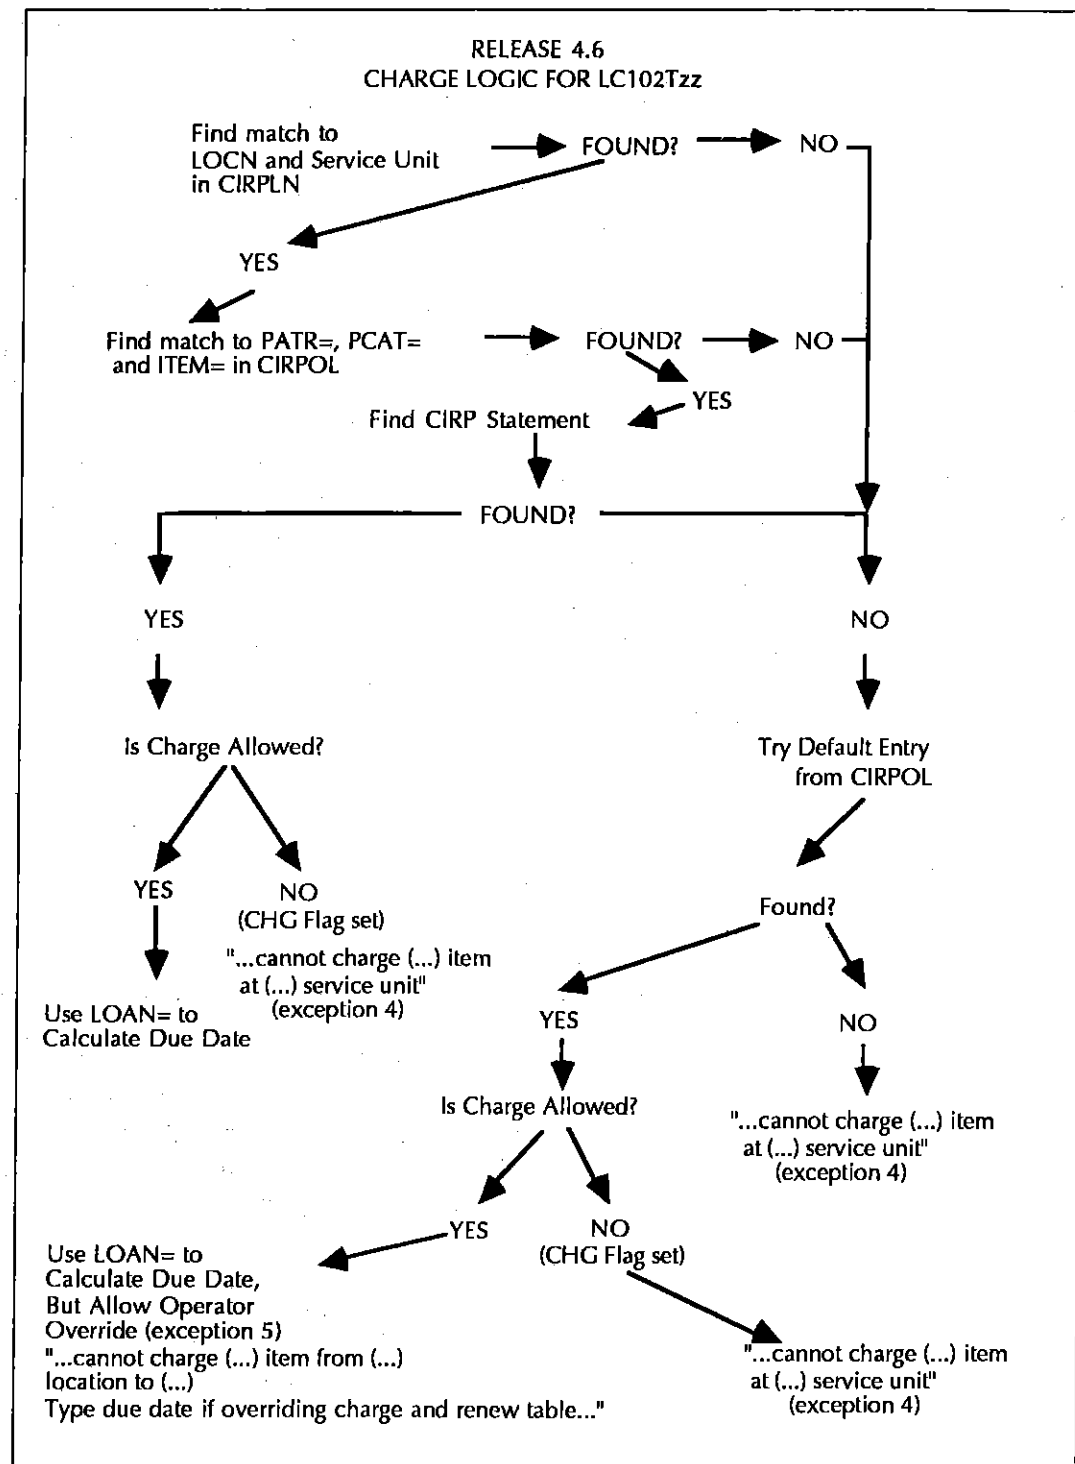 RELEASE 4.6
CHARGE LOGIC FOR LC102Tzz
Find match to
LOCN and Service Unit
in CIRPLN
FOUND?
NO
YES
Find match to PATR=, PCAT=
and ITEM= in CIRPOL
FOUND?
NO
YES
Find CIRP Statement
FOUND?
YES
NO
Is Charge Allowed?
Try Default Entry
from CIRPOL
YES
NO
(CHG Flag set)
"...cannot charge (...) item
at (...) service unit"
(exception 4)
Use LOAN= to
Calculate Due Date
Found?
YES
NO
Is Charge Allowed?
"...cannot charge (...) item
at (...) service unit"
(exception 4)
YES
NO
(CHG Flag set)
Use LOAN= to
Calculate Due Date,
But Allow Operator
Override (exception 5)
"...cannot charge (...) item from (...)
location to (...)
Type due date if overriding charge and renew table..."
"...cannot charge (...) item
at (...) service unit"
(exception 4)